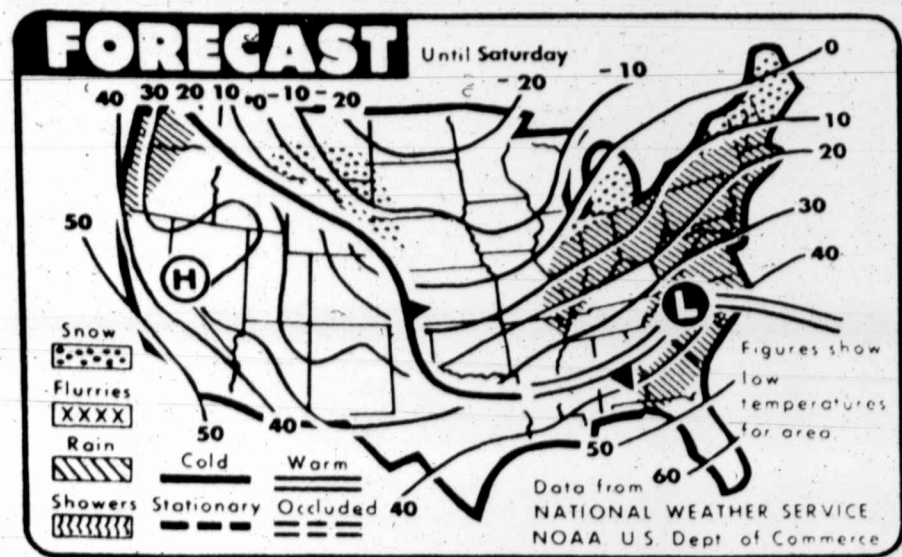 FORECAST
Until Saturday
0
-20
-10
40 30 20 10 -0 -10 -20
10
20
50
30
H
40
L
Snow
Figures show
Flurries
low
temperatures
for area.
Rain
50
40
50
Cold
Warm
60
Showers
Stationary
Occluded
40
Data from
NATIONAL WEATHER SERVICE
NOAA, U.S. Dept. of Commerce